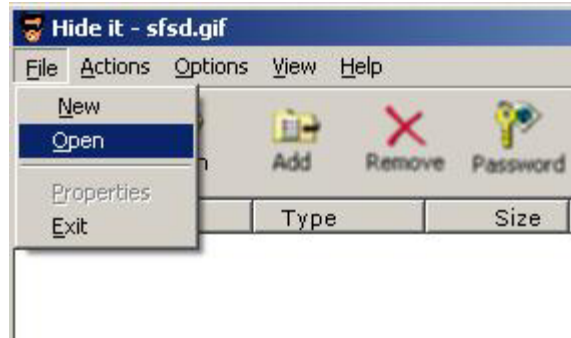 Hide it - sfsd.gif
File Actions Options View Help
New
Open
Add Remove Password
Properties
Exit
Type Size